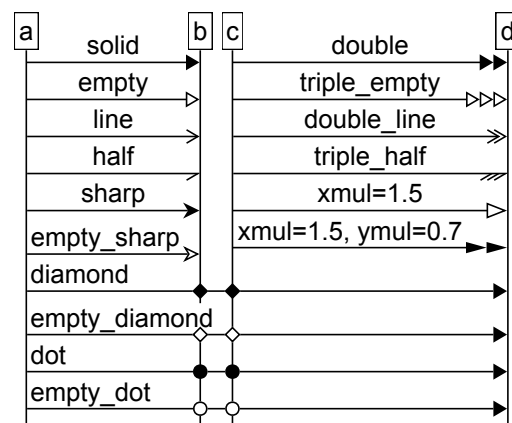 a b c d
solid double
empty triple_empty
line double_line
half triple_half
sharp xmul=1.5
empty_sharp xmul=1.5, ymul=0.7
diamond
empty_diamond
dot
empty_dot